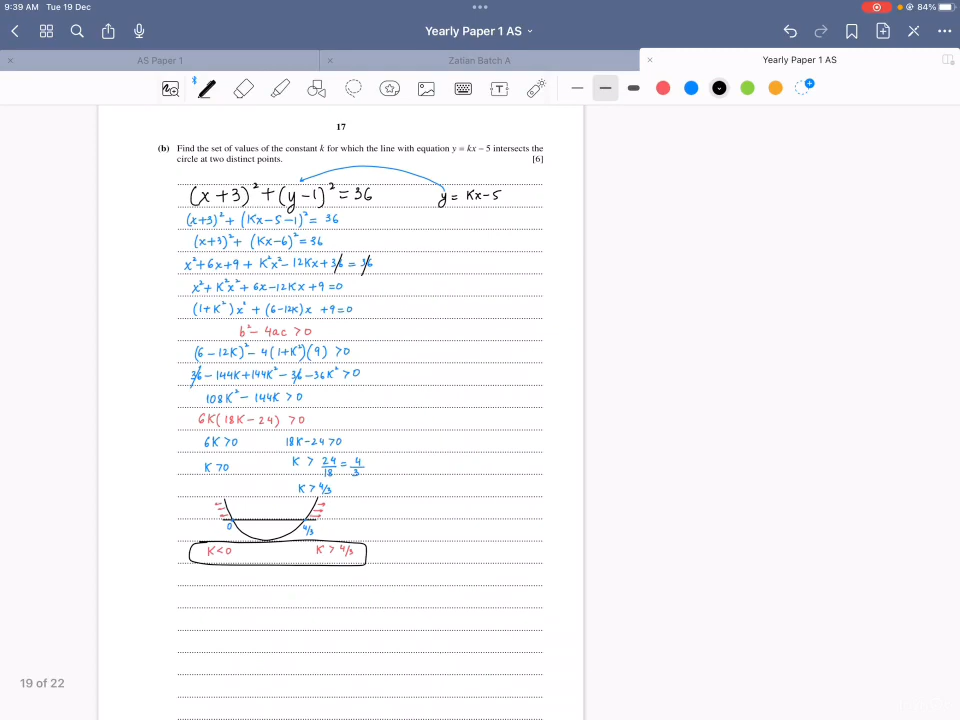 9:39 AM Tue 19 Dec
84%
Yearly Paper 1 AS
AS Paper 1
Zatian Batch A
Yearly Paper 1 AS
17
(b) Find the set of values of the constant k for which the line with equation y = kx – 5 intersects the
circle at two distinct points. [6]
(x+3)² + (y-1)² = 36 y = Kx-5
(x+3)² + (Kx-5-1)² = 36
(x+3)² + (Kx-6)² = 36
x²+6x+9 + K²x² - 12Kx + 36 = 36
x² + K²x² + 6x - 12Kx + 9 = 0
(1+K²)x² + (6-12K)x + 9 = 0
b² - 4ac > 0
(6-12K)² - 4(1+K²)(9) > 0
36 - 144K + 144K² - 36 - 36K² > 0
108K² - 144K > 0
6K(18K-24) > 0
6K > 0 18K-24 > 0
K > 0 K > 24/18 = 4/3
K > 4/3
0 4/3
K < 0 K > 4/3
19 of 22